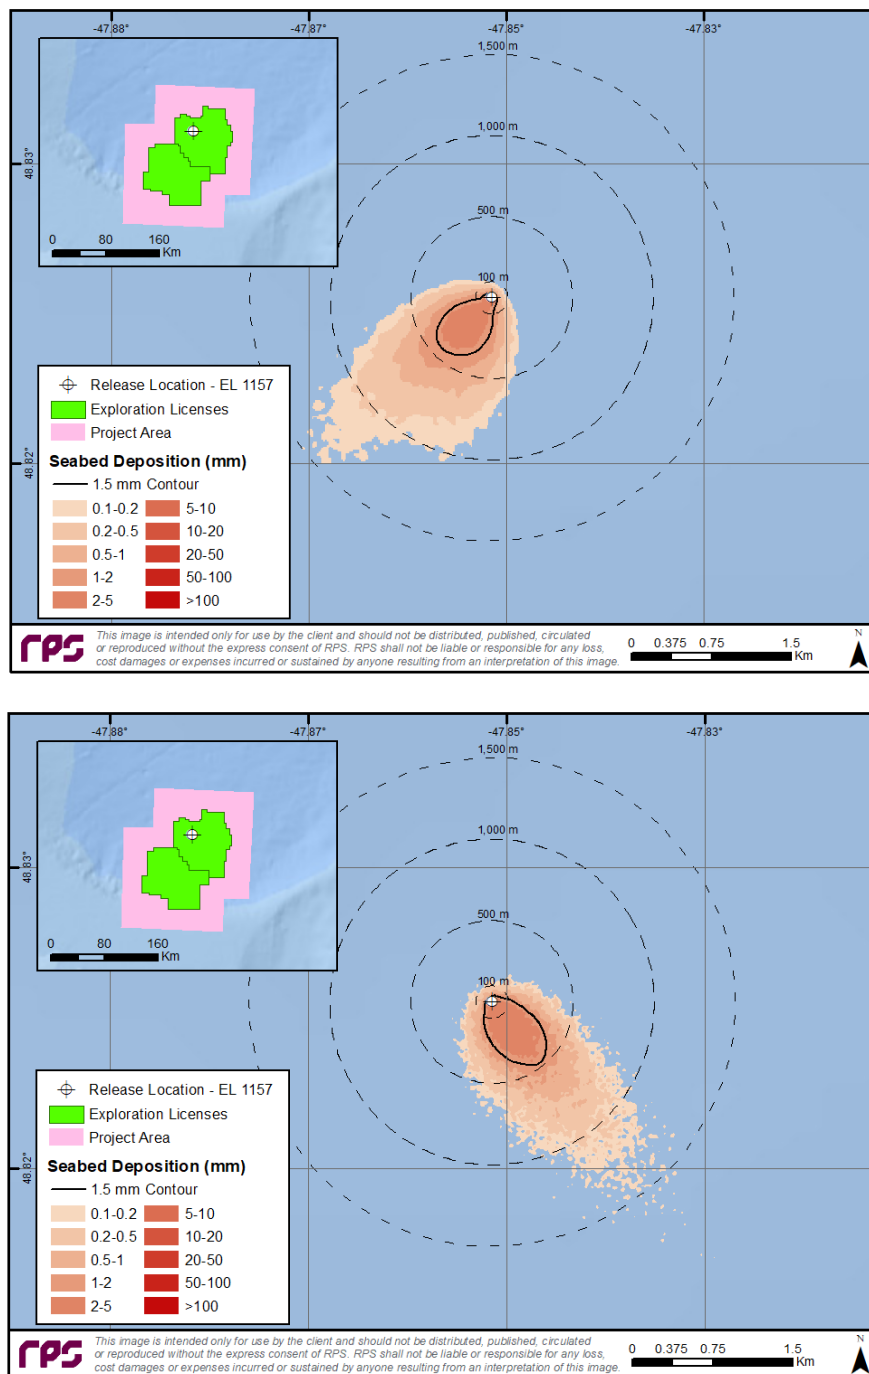 -47.88° -47.87° -47.85° -47.83°
1,500 m
1,000 m
48.83°
500 m
0 80 160
Km
100 m
Release Location - EL 1157
Exploration Licenses
Project Area
Seabed Deposition (mm)
1.5 mm Contour
0.1-0.2 5-10
0.2-0.5 10-20
0.5-1 20-50
1-2 50-100
2-5 >100
48.82°
rps
This image is intended only for use by the client and should not be distributed, published, circulated
or reproduced without the express consent of RPS. RPS shall not be liable or responsible for any loss,
cost damages or expenses incurred or sustained by anyone resulting from an interpretation of this image.
0 0.375 0.75 1.5
Km
N
-47.88° -47.87° -47.85° -47.83°
1,500 m
1,000 m
48.83°
500 m
0 80 160
Km
100 m
Release Location - EL 1157
Exploration Licenses
Project Area
Seabed Deposition (mm)
1.5 mm Contour
0.1-0.2 5-10
0.2-0.5 10-20
0.5-1 20-50
1-2 50-100
2-5 >100
48.82°
rps
This image is intended only for use by the client and should not be distributed, published, circulated
or reproduced without the express consent of RPS. RPS shall not be liable or responsible for any loss,
cost damages or expenses incurred or sustained by anyone resulting from an interpretation of this image.
0 0.375 0.75 1.5
Km
N